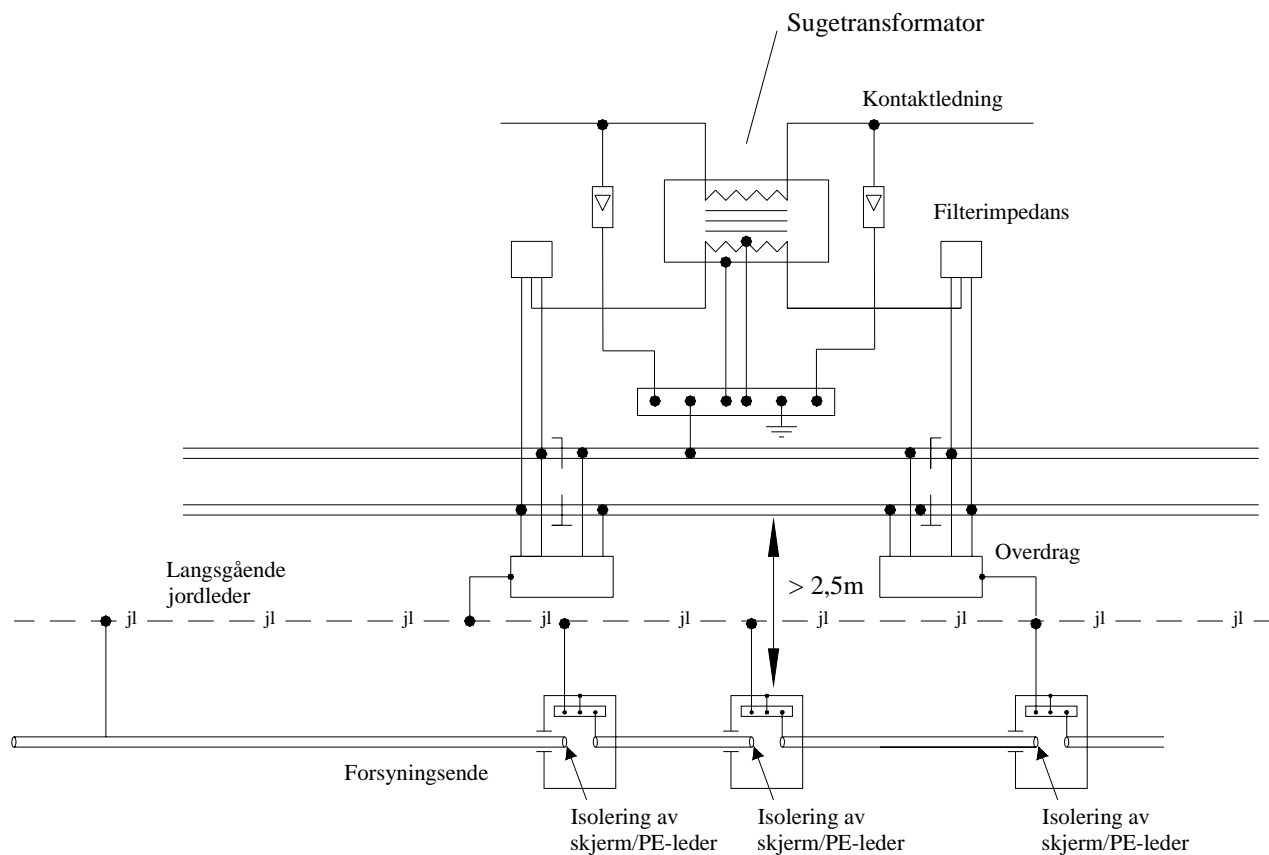 Sugetransformator
Kontaktledning
Filterimpedans
Overdrag
Langsgående
jordleder
> 2,5m
jl jl jl jl jl jl jl jl jl jl
Forsyningsende
Isolering av
skjerm/PE-leder
Isolering av
skjerm/PE-leder
Isolering av
skjerm/PE-leder